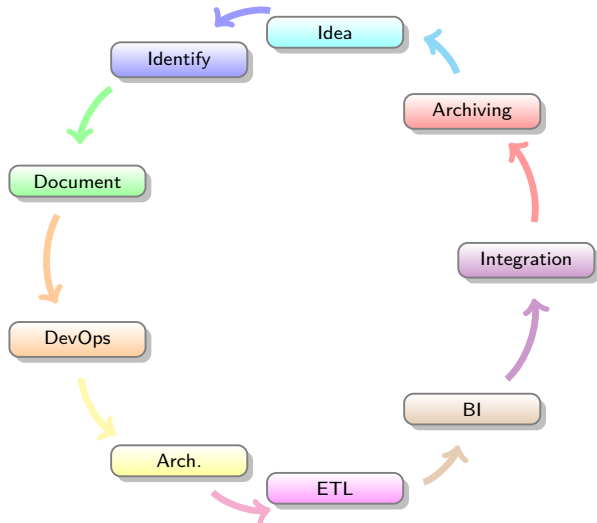 Idea
Identify
Document
DevOps
Arch.
ETL
BI
Integration
Archiving